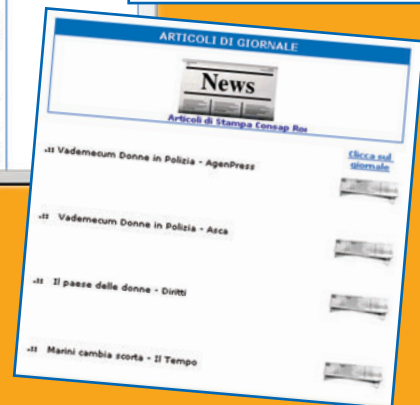 ARTICOLI DI GIORNALE
News
Articoli di Stampa Consap Ro
Clicca sul
giornale
.:: Vademecum Donne in Polizia - AgenPress
.:: Vademecum Donne in Polizia - Asca
.:: Il paese delle donne - Diritti
.:: Marini cambia scorta - Il Tempo